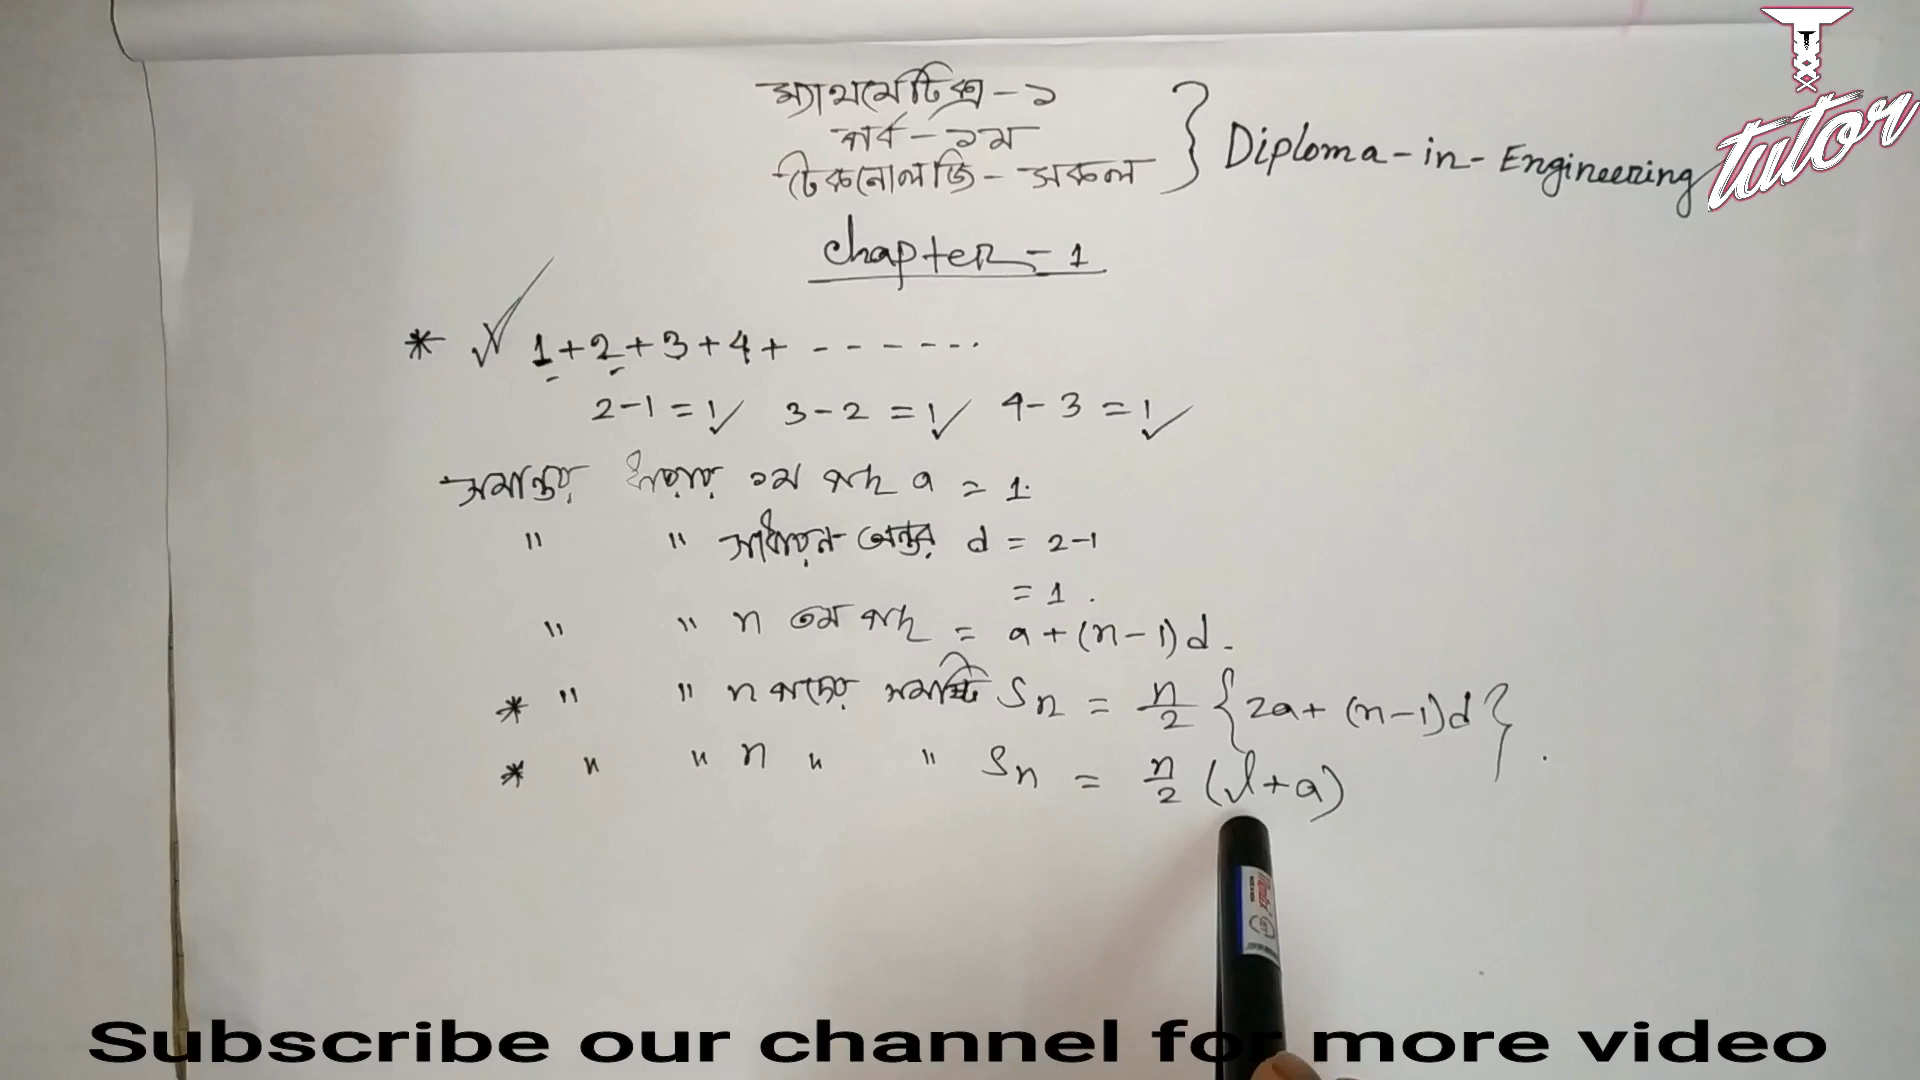 ম্যাথমেটিক্স - ১
পর্ব - ১ম
টেকনোলজি - সকল
} Diploma-in-Engineering
T
tutor
Chapter - 1
* √ 1+2+3+4+ -------
2-1=1✓ 3-2=1✓ 4-3=1✓
সমান্তর ধারার ১ম পদ a = 1.
" " সাধারন অন্তর d = 2-1
= 1.
" " n তম পদ = a+(n-1)d.
* " " n পদের সমষ্টি Sn = n/2 {2a+(n-1)d}.
* " " n " " Sn = n/2 (l+a)
Subscribe our channel for more video